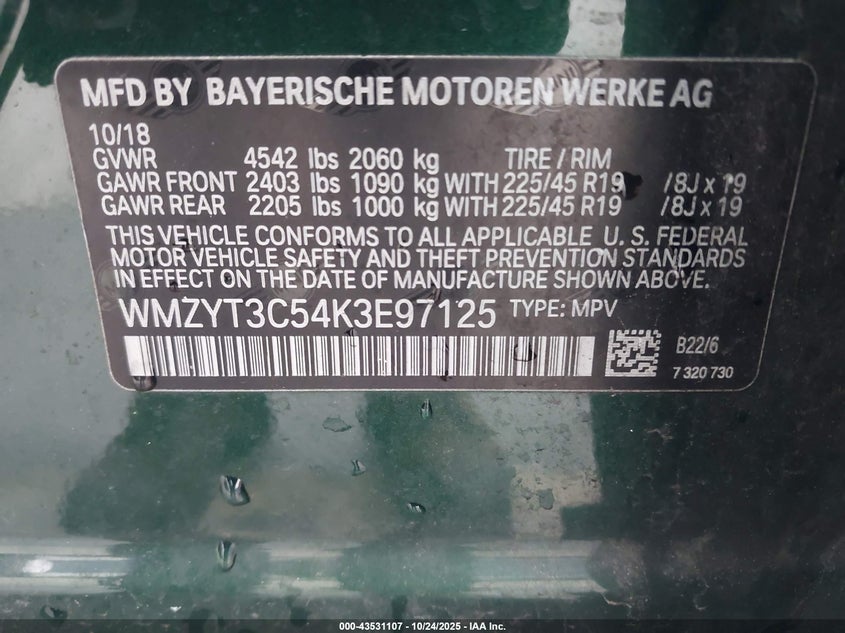 MFD BY BAYERISCHE MOTOREN WERKE AG
10/18
GVWR 4542 lbs 2060 kg TIRE / RIM
GAWR FRONT 2403 lbs 1090 kg WITH 225/45 R19 /8J x 19
GAWR REAR 2205 lbs 1000 kg WITH 225/45 R19 /8J x 19
THIS VEHICLE CONFORMS TO ALL APPLICABLE U. S. FEDERAL
MOTOR VEHICLE SAFETY AND THEFT PREVENTION STANDARDS
IN EFFECT ON THE DATE OF MANUFACTURE SHOWN ABOVE.
WMZYT3C54K3E97125 TYPE: MPV
B22/6
7 320 730
000-43531107 - 10/24/2025 - IAA Inc.